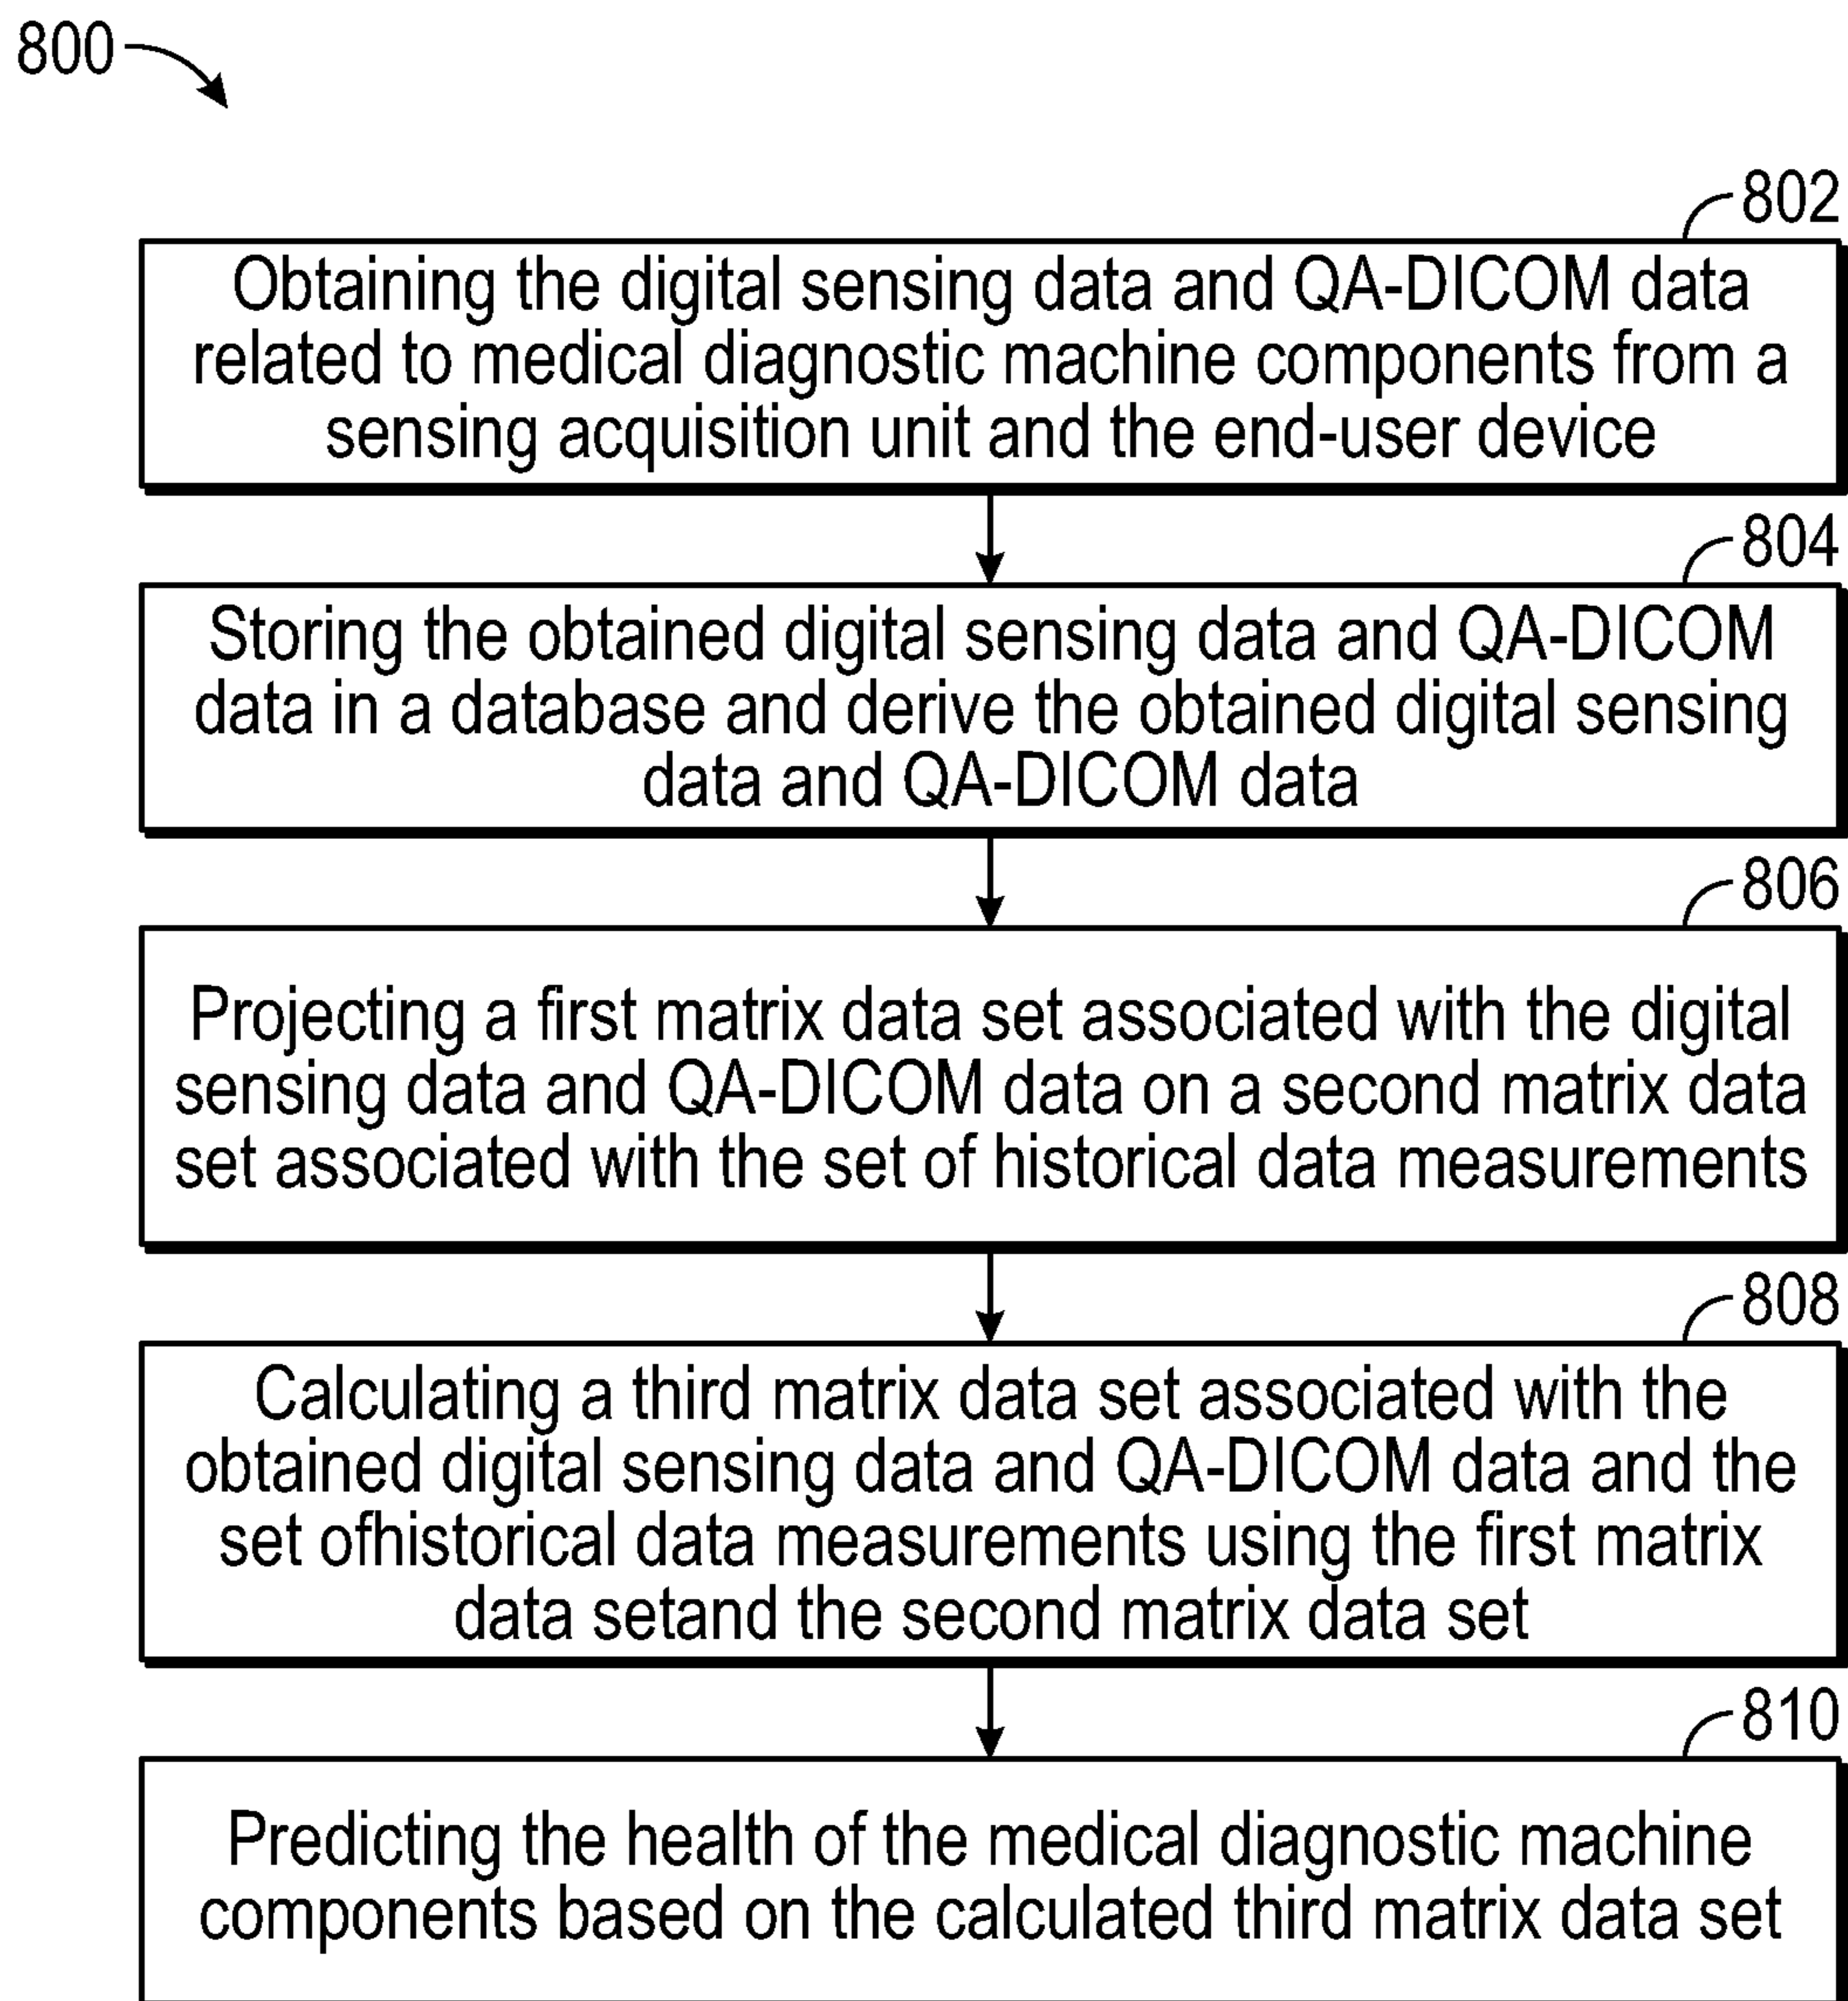 800
802
Obtaining the digital sensing data and QA-DICOM data
related to medical diagnostic machine components from a
sensing acquisition unit and the end-user device
804
Storing the obtained digital sensing data and QA-DICOM
data in a database and derive the obtained digital sensing
data and QA-DICOM data
806
Projecting a first matrix data set associated with the digital
sensing data and QA-DICOM data on a second matrix data
set associated with the set of historical data measurements
808
Calculating a third matrix data set associated with the
obtained digital sensing data and QA-DICOM data and the
set ofhistorical data measurements using the first matrix
data setand the second matrix data set
810
Predicting the health of the medical diagnostic machine
components based on the calculated third matrix data set